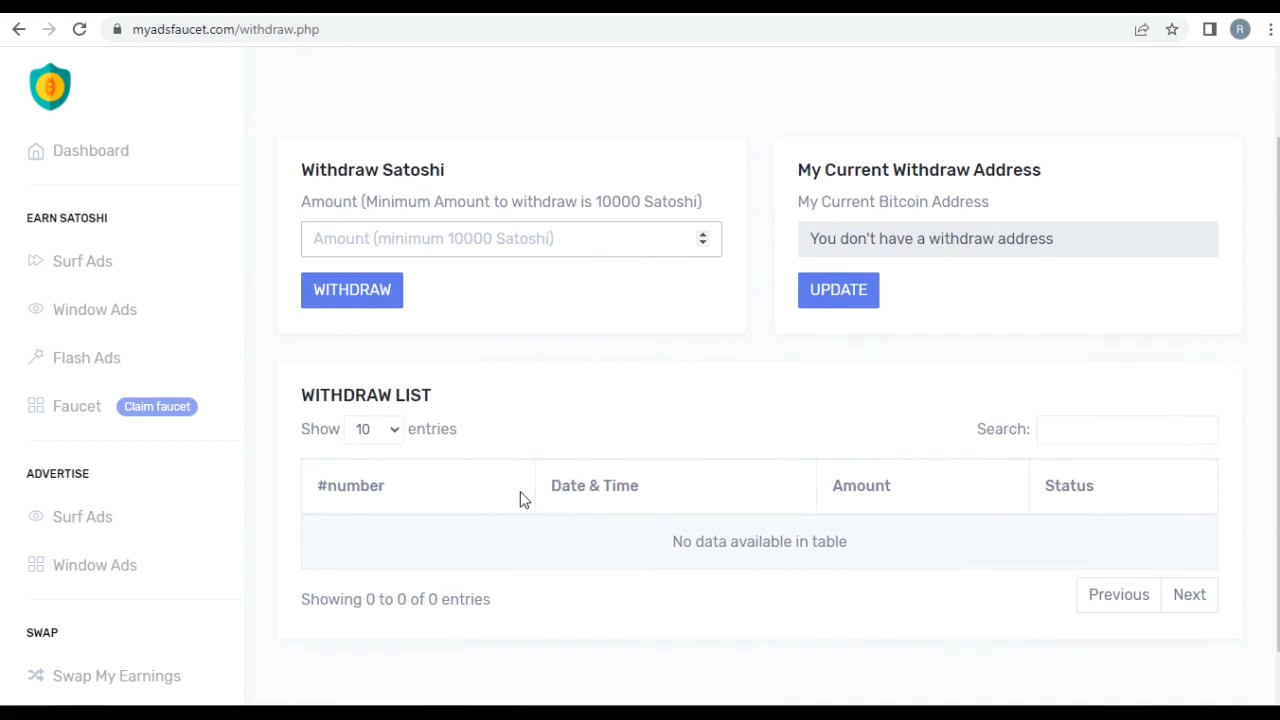 myadsfaucet.com/withdraw.php
R
Dashboard
EARN SATOSHI
Surf Ads
Window Ads
Flash Ads
Faucet Claim faucet
ADVERTISE
Surf Ads
Window Ads
SWAP
Swap My Earnings
Withdraw Satoshi
Amount (Minimum Amount to withdraw is 10000 Satoshi)
Amount (minimum 10000 Satoshi)
WITHDRAW
My Current Withdraw Address
My Current Bitcoin Address
You don't have a withdraw address
UPDATE
WITHDRAW LIST
Show 10 entries
Search:
#number Date & Time Amount Status
No data available in table
Showing 0 to 0 of 0 entries
Previous Next